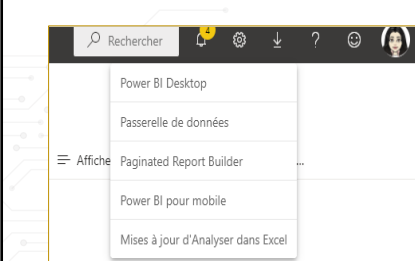 Rechercher
4
?
Power BI Desktop
Passerelle de données
Affiche
Paginated Report Builder
...
Power BI pour mobile
Mises à jour d'Analyser dans Excel